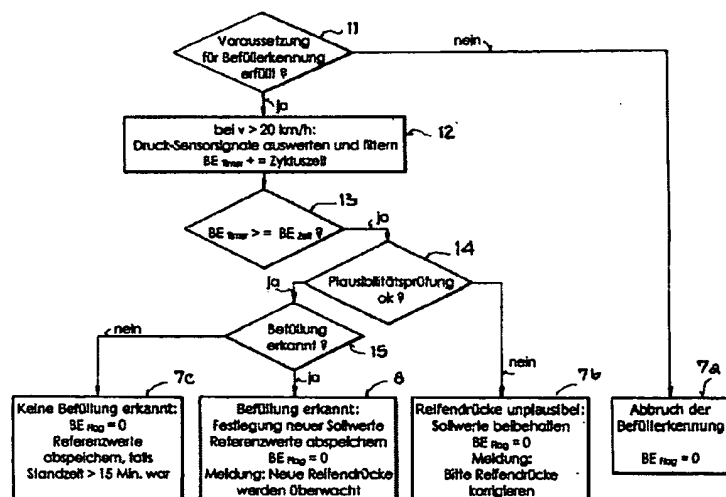 11
Voraussetzung
für Befüllerkennung
erfüllt ?
nein
ja
bei v > 20 km/h:
Druck-Sensorsignale auswerten und filtern
BE Timer + = Zykluszeit
12
13
BE Timer > = BE Zeit ?
ja
14
Plausibilitätsprüfung
ok ?
ja
nein
Befüllung
erkannt ?
15
nein
ja
7c
Keine Befüllung erkannt:
BE Flag = 0
Referenzwerte
abspeichern, falls
Standzeit > 15 Min. war
8
Befüllung erkannt:
Festlegung neuer Sollwerte
Referenzwerte abspeichern
BE Flag = 0
Meldung: Neue Reifendrücke
werden überwacht
7b
Reifendrücke unplausibel:
Sollwerte beibehalten
BE Flag = 0
Meldung:
Bitte Reifendrücke
korrigieren
7a
Abbruch der
Befüllerkennung
BE Flag = 0